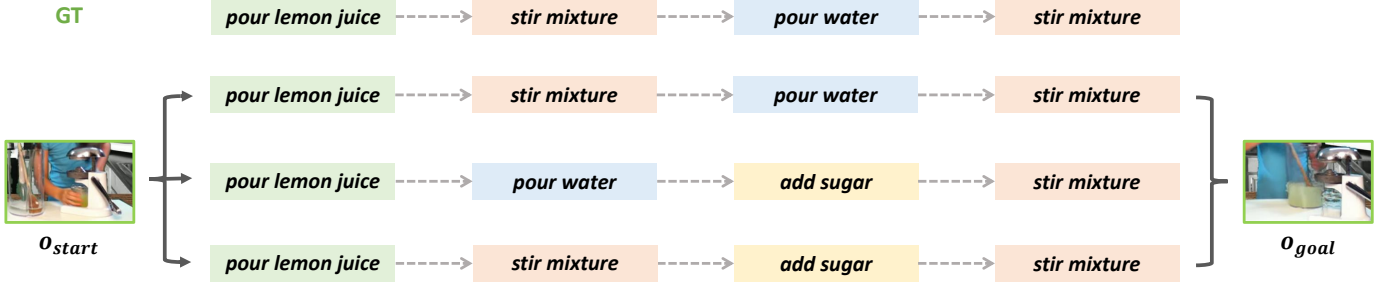 GT pour lemon juice stir mixture pour water stir mixture
pour lemon juice stir mixture pour water stir mixture
pour lemon juice pour water add sugar stir mixture
o_start o_goal
pour lemon juice stir mixture add sugar stir mixture